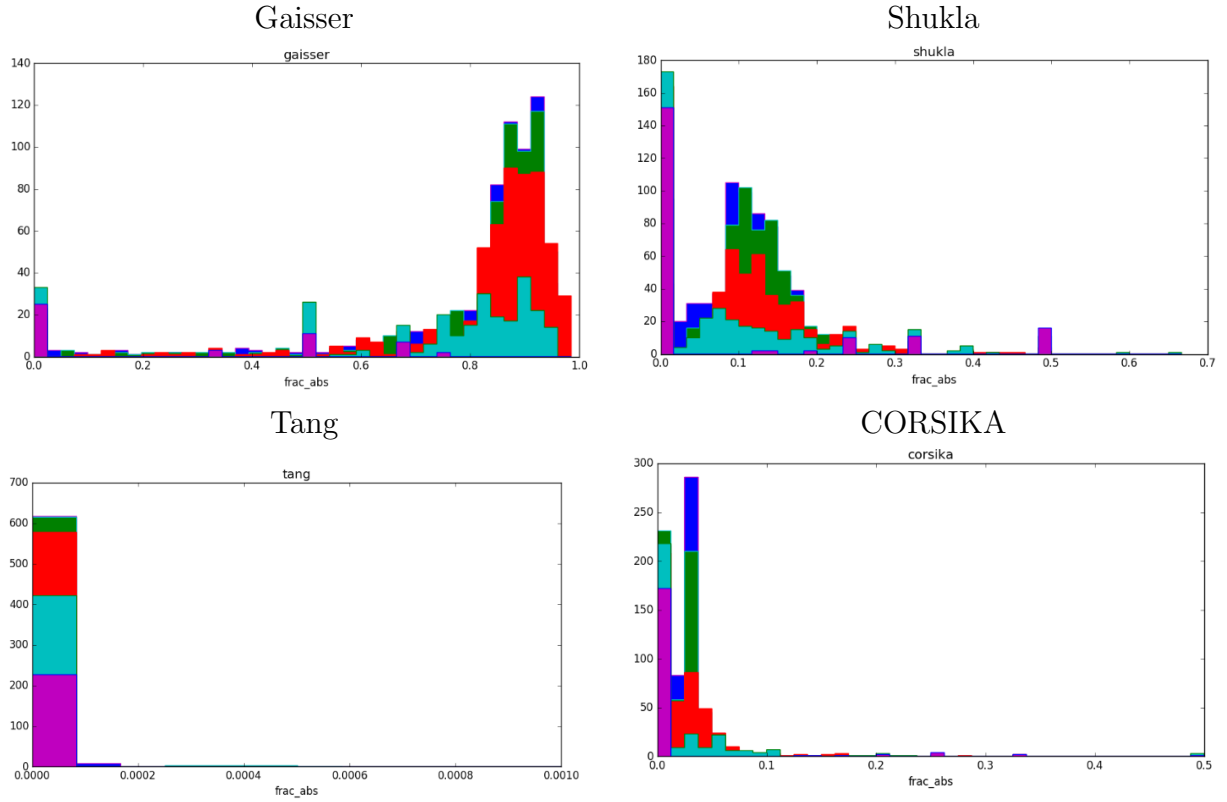 Gaisser
gaisser
140
120
100
80
60
40
20
0
0.0 0.2 0.4 0.6 0.8 1.0
frac_abs
Shukla
shukla
180
160
140
120
100
80
60
40
20
0
0.0 0.1 0.2 0.3 0.4 0.5 0.6 0.7
frac_abs
Tang
tang
700
600
500
400
300
200
100
0
0.0000 0.0002 0.0004 0.0006 0.0008 0.0010
frac_abs
CORSIKA
corsika
300
250
200
150
100
50
0
0.0 0.1 0.2 0.3 0.4 0.5
frac_abs